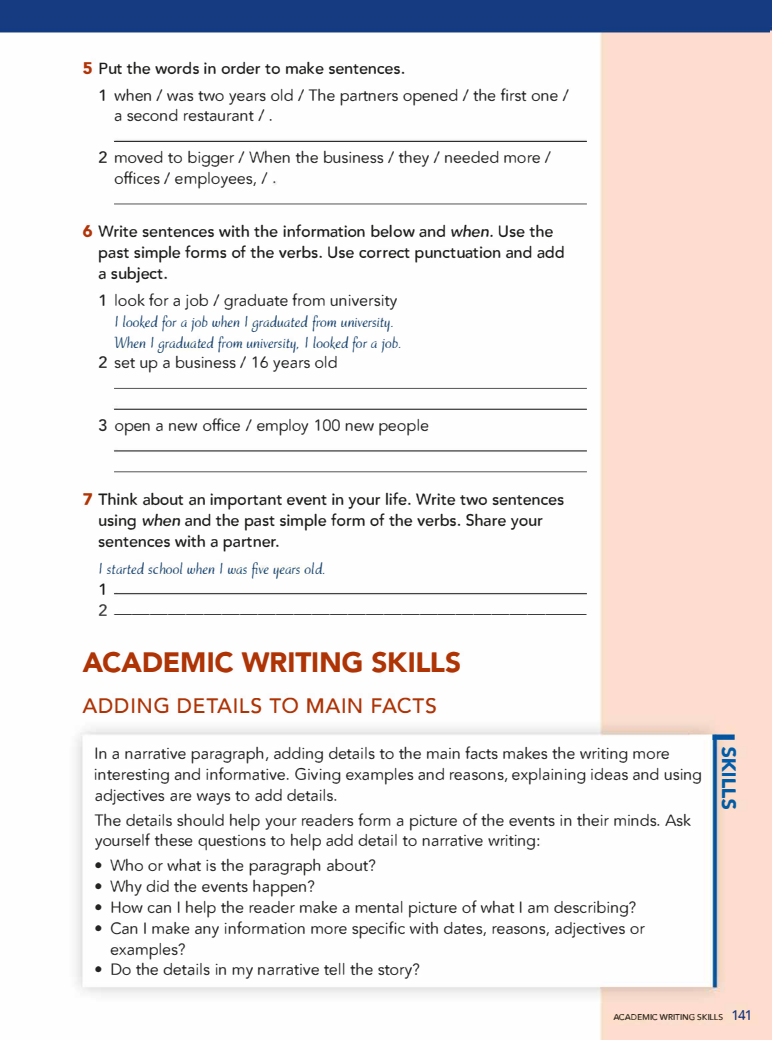 5 Put the words in order to make sentences.
1 when / was two years old / The partners opened / the first one /
a second restaurant / .
2 moved to bigger / When the business / they / needed more /
offices / employees, / .
6 Write sentences with the information below and when. Use the
past simple forms of the verbs. Use correct punctuation and add
a subject.
1 look for a job / graduate from university
I looked for a job when I graduated from university.
When I graduated from university, I looked for a job.
2 set up a business / 16 years old
3 open a new office / employ 100 new people
7 Think about an important event in your life. Write two sentences
using when and the past simple form of the verbs. Share your
sentences with a partner.
I started school when I was five years old.
1
2
ACADEMIC WRITING SKILLS
ADDING DETAILS TO MAIN FACTS
In a narrative paragraph, adding details to the main facts makes the writing more
interesting and informative. Giving examples and reasons, explaining ideas and using
adjectives are ways to add details.
The details should help your readers form a picture of the events in their minds. Ask
yourself these questions to help add detail to narrative writing:
• Who or what is the paragraph about?
• Why did the events happen?
• How can I help the reader make a mental picture of what I am describing?
• Can I make any information more specific with dates, reasons, adjectives or
examples?
• Do the details in my narrative tell the story?
SKILLS
ACADEMIC WRITING SKILLS 141